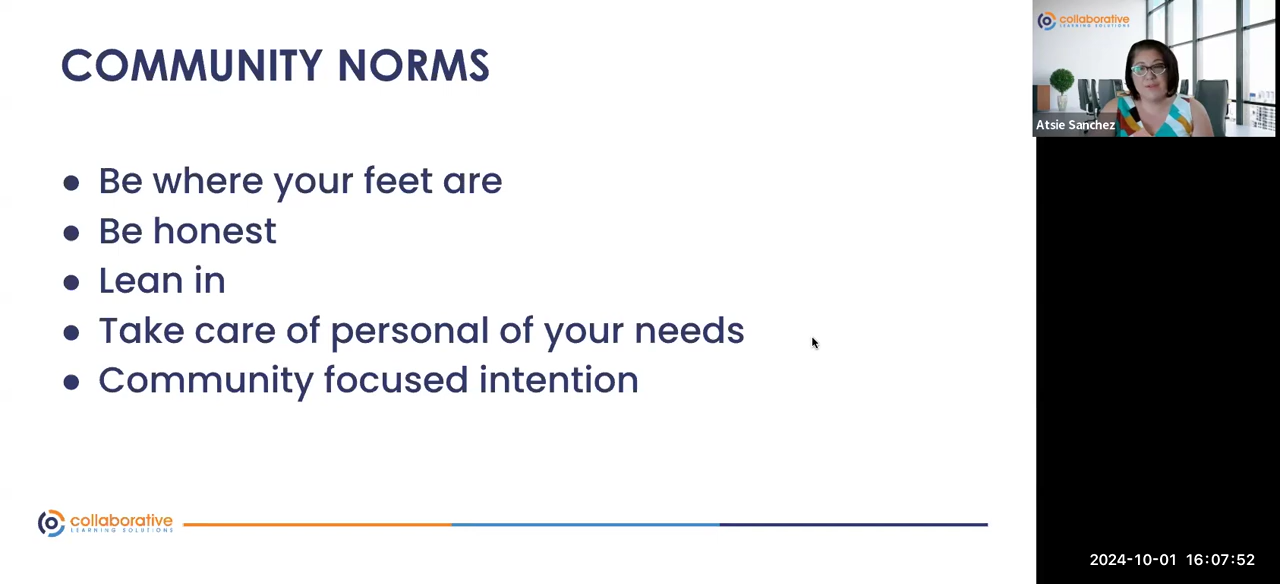 COMMUNITY NORMS
● Be where your feet are
● Be honest
● Lean in
● Take care of personal of your needs
● Community focused intention
collaborative
LEARNING SOLUTIONS
collaborative
LEARNING SOLUTIONS
Atsie Sanchez
2024-10-01 16:07:52